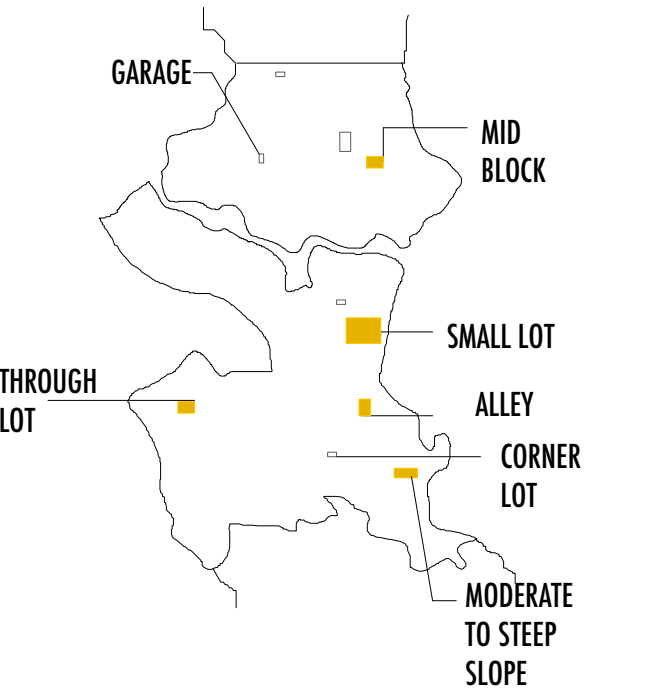 GARAGE
MID
BLOCK
SMALL LOT
THROUGH
LOT
ALLEY
CORNER
LOT
MODERATE
TO STEEP
SLOPE